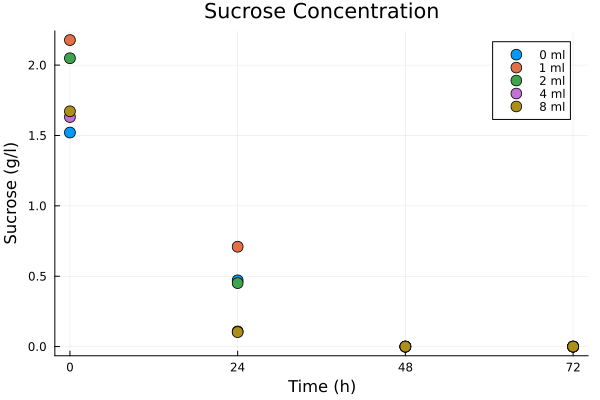 Sucrose Concentration
Sucrose (g/l)
2.0
1.5
1.0
0.5
0.0
0 ml
1 ml
2 ml
4 ml
8 ml
0 24 48 72
Time (h)